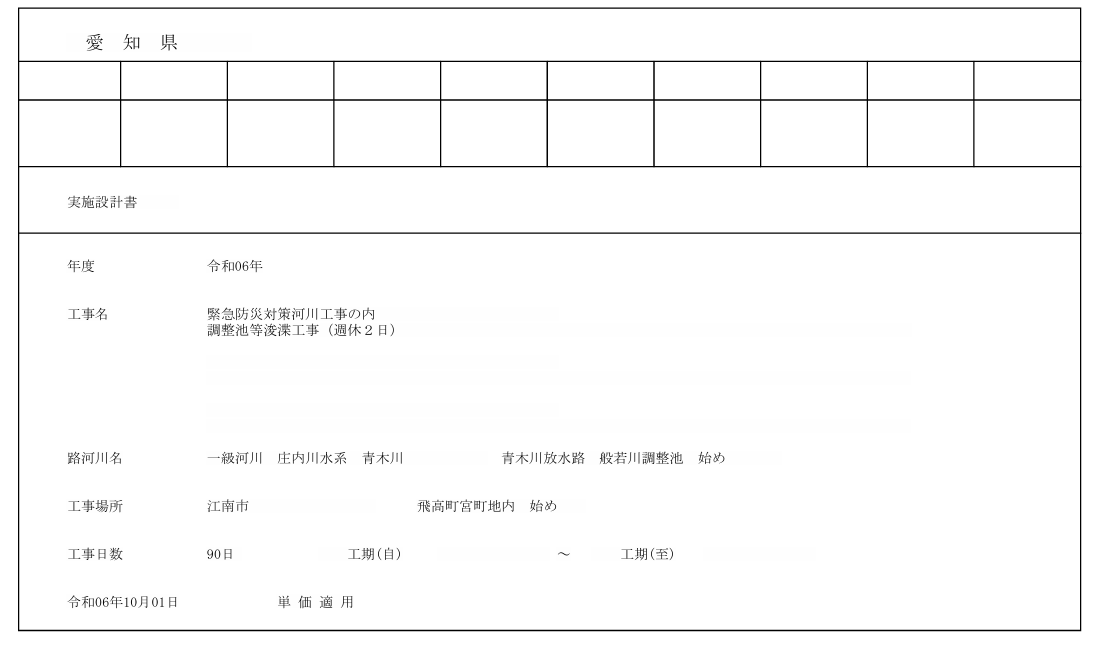 愛 知 県
実施設計書
年度 令和06年
工事名 緊急防災対策河川工事の内
調整池等浚渫工事（週休２日）
路河川名 一級河川 庄内川水系 青木川 青木川放水路 般若川調整池 始め
工事場所 江南市 飛高町宮町地内 始め
工事日数 90日 工期(自) ～ 工期(至)
令和06年10月01日 単 価 適 用